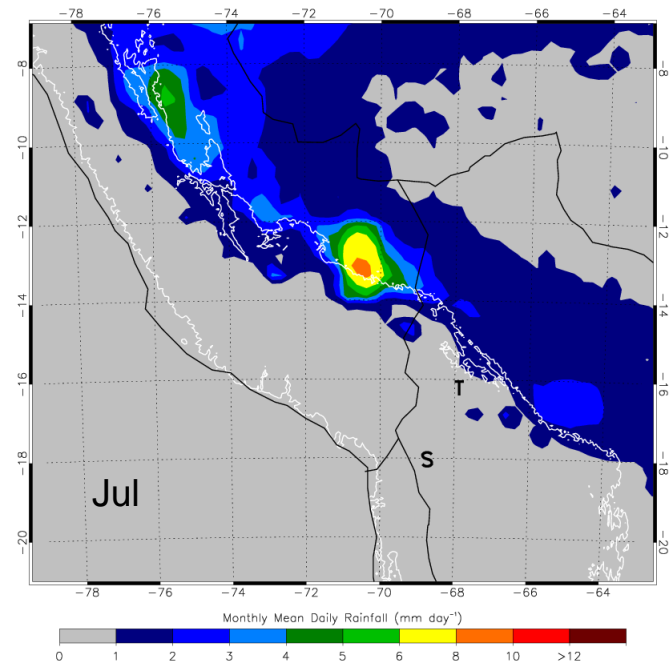 −76 −74 −72 −70 −68 −66 −64
−8 −8
−10 −10
−12 −12
−14 −14
−16 −16
T
S
−18 −18
Jul
−20 −20
−78 −76 −74 −72 −70 −68 −66 −64
Monthly Mean Daily Rainfall (mm day⁻¹)
0 1 2 3 4 5 6 8 10 >12